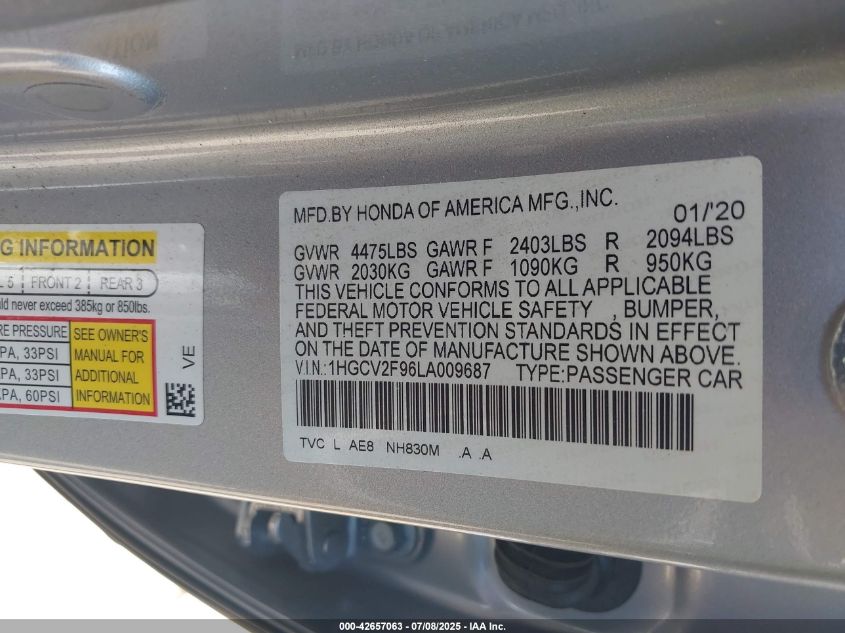 MFD.BY HONDA OF AMERICA MFG.,INC. 01/'20
GVWR 4475LBS GAWR F 2403LBS R 2094LBS
GVWR 2030KG GAWR F 1090KG R 950KG
THIS VEHICLE CONFORMS TO ALL APPLICABLE
FEDERAL MOTOR VEHICLE SAFETY , BUMPER,
AND THEFT PREVENTION STANDARDS IN EFFECT
ON THE DATE OF MANUFACTURE SHOWN ABOVE.
V.I.N.:1HGCV2F96LA009687 TYPE:PASSENGER CAR
TVC L AE8 NH830M .A .A
G INFORMATION
L 5 FRONT 2 REAR 3
uld never exceed 385kg or 850lbs.
RE PRESSURE
PA, 33PSI
PA, 33PSI
PA, 60PSI
SEE OWNER'S
MANUAL FOR
ADDITIONAL
INFORMATION
VE
000-42657063 - 07/08/2025 - IAA Inc.